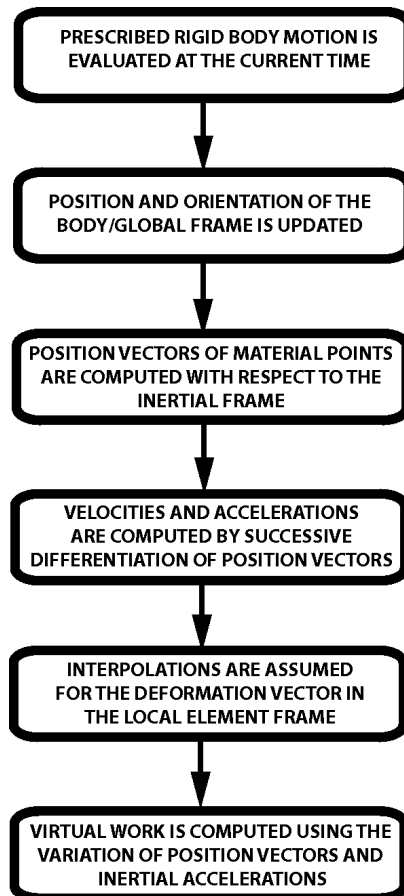 PRESCRIBED RIGID BODY MOTION IS
EVALUATED AT THE CURRENT TIME
POSITION AND ORIENTATION OF THE
BODY/GLOBAL FRAME IS UPDATED
POSITION VECTORS OF MATERIAL POINTS
ARE COMPUTED WITH RESPECT TO THE
INERTIAL FRAME
VELOCITIES AND ACCELERATIONS
ARE COMPUTED BY SUCCESSIVE
DIFFERENTIATION OF POSITION VECTORS
INTERPOLATIONS ARE ASSUMED
FOR THE DEFORMATION VECTOR IN
THE LOCAL ELEMENT FRAME
VIRTUAL WORK IS COMPUTED USING THE
VARIATION OF POSITION VECTORS AND
INERTIAL ACCELERATIONS